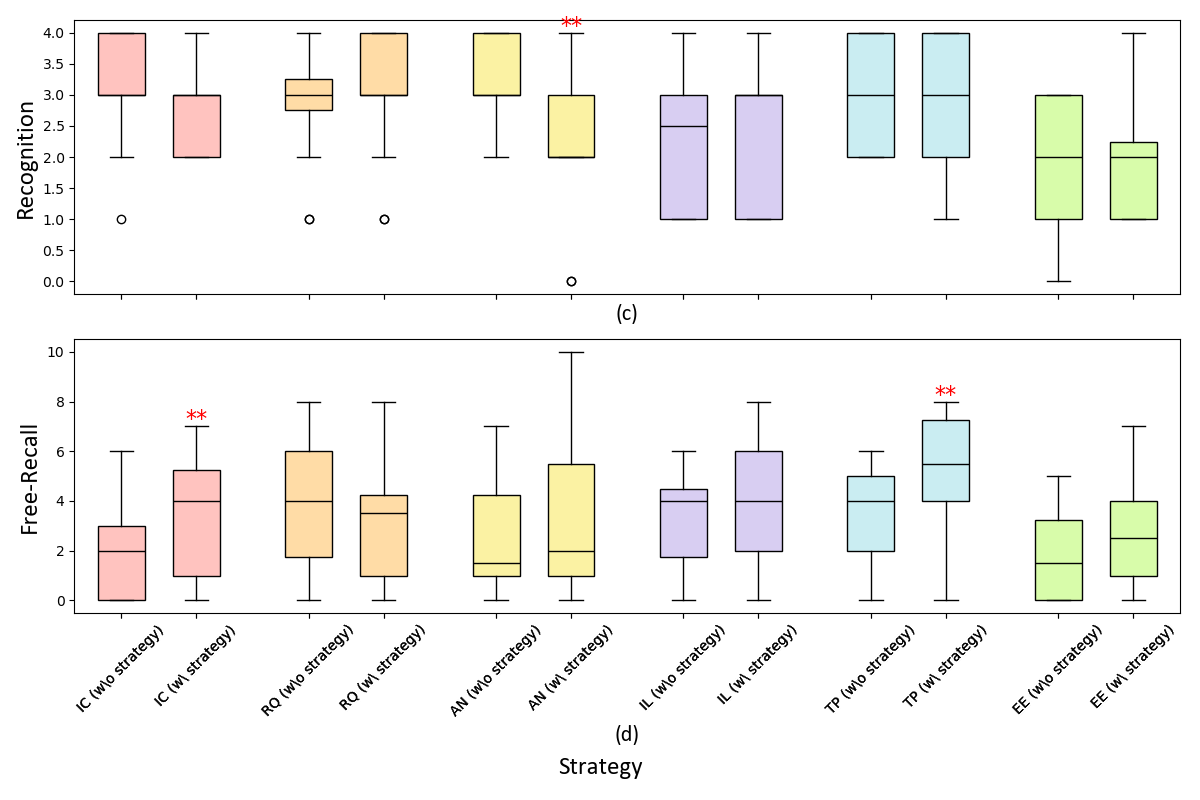 **
4.0
3.5
3.0
2.5
2.0
1.5
1.0
0.5
0.0
Recognition
(c)
10
8
6
4
2
0
Free-Recall
**
**
IC (w\o strategy)
IC (w\ strategy)
RQ (w\o strategy)
RQ (w\ strategy)
AN (w\o strategy)
AN (w\ strategy)
IL (w\o strategy)
IL (w\ strategy)
TP (w\o strategy)
TP (w\ strategy)
EE (w\o strategy)
EE (w\ strategy)
(d)
Strategy